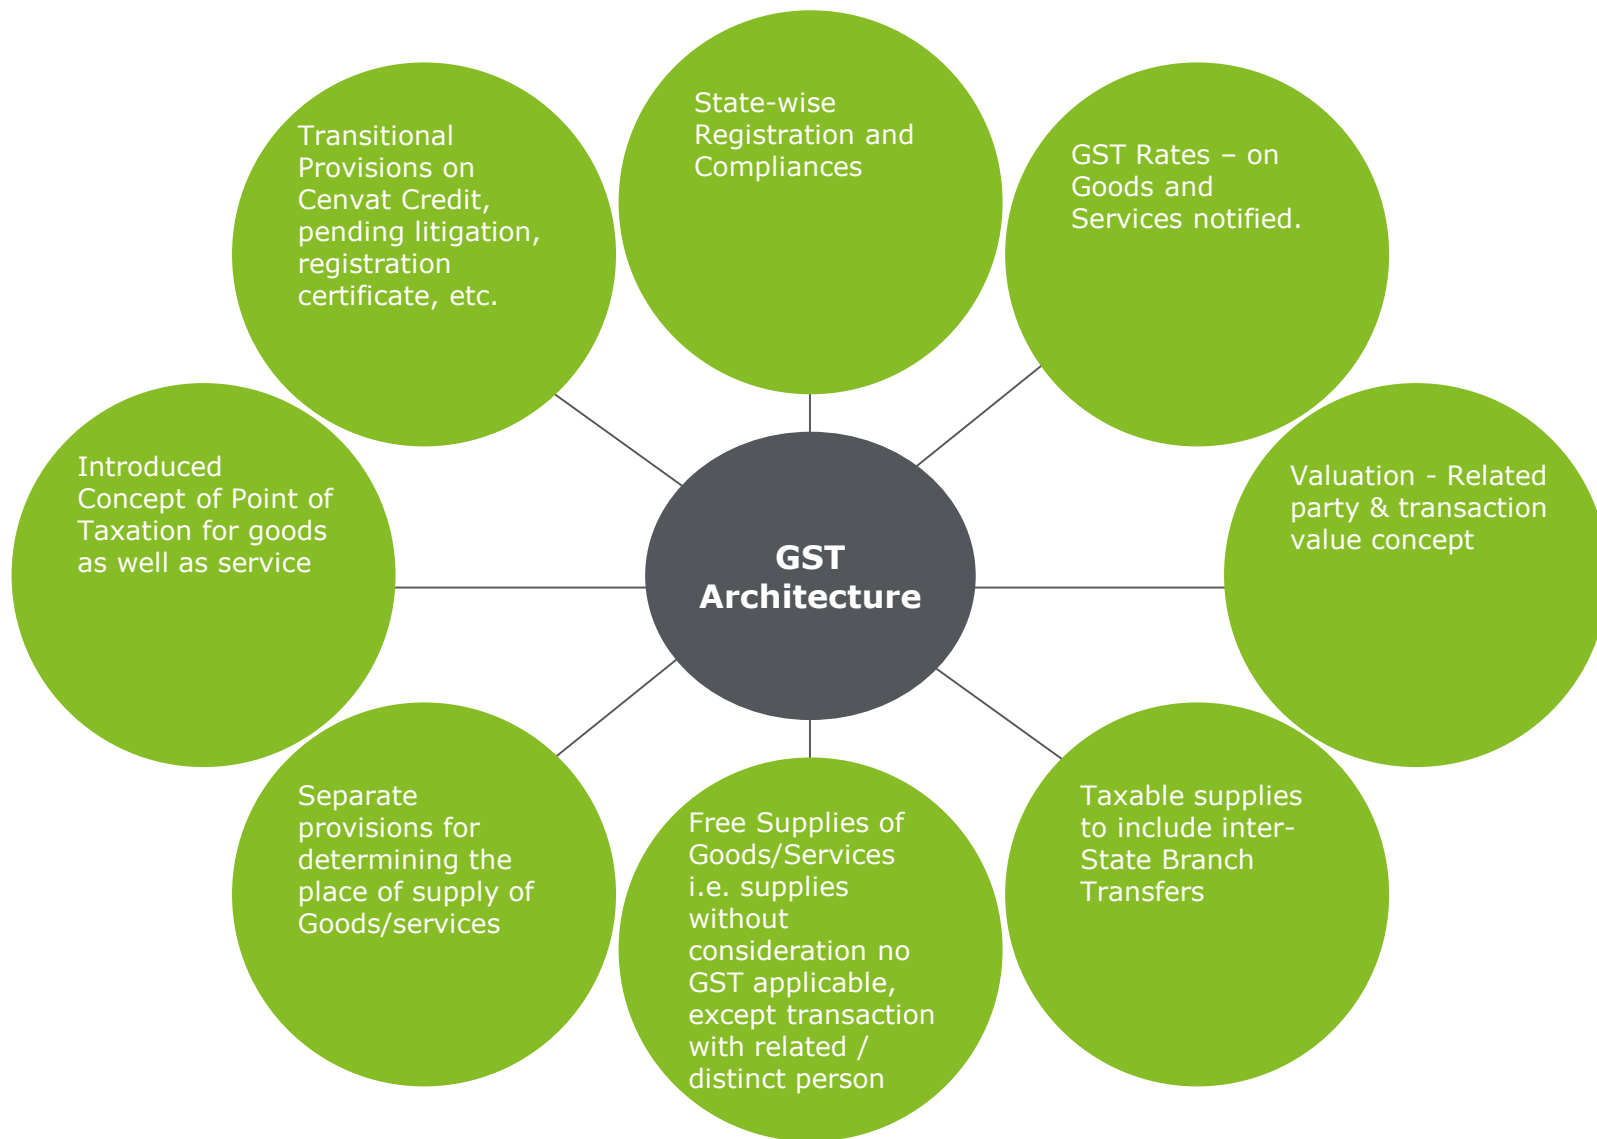 State-wise
Registration and
Compliances
GST Rates – on
Goods and
Services notified.
Valuation - Related
party & transaction
value concept
Taxable supplies
to include inter-
State Branch
Transfers
Free Supplies of
Goods/Services
i.e. supplies
without
consideration no
GST applicable,
except transaction
with related /
distinct person
Separate
provisions for
determining the
place of supply of
Goods/services
Introduced
Concept of Point of
Taxation for goods
as well as service
Transitional
Provisions on
Cenvat Credit,
pending litigation,
registration
certificate, etc.
GST
Architecture